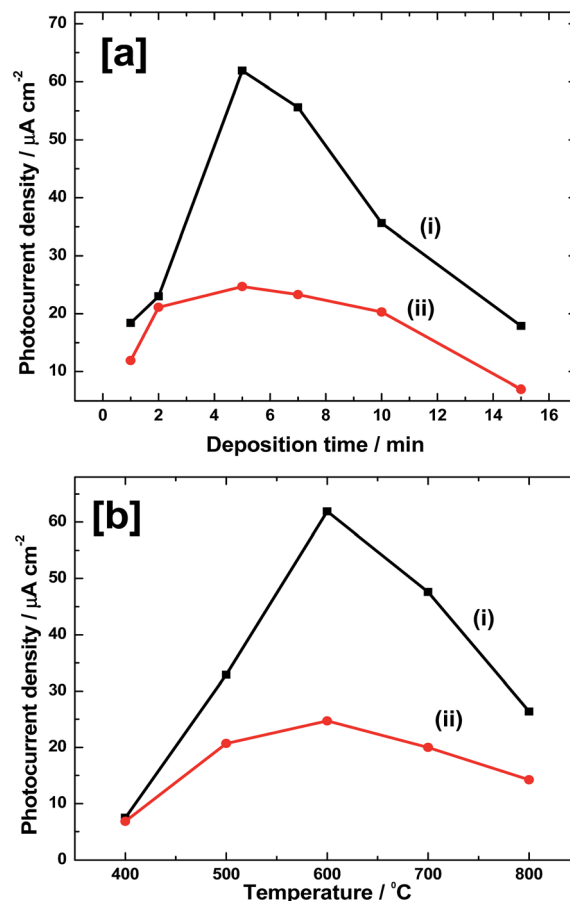 [a]
Photocurrent density / μA cm⁻²
70
60
50
40
30
20
10
(i)
(ii)
0 2 4 6 8 10 12 14 16
Deposition time / min
[b]
Photocurrent density / μA cm⁻²
60
50
40
30
20
10
0
(i)
(ii)
400 500 600 700 800
Temperature / °C